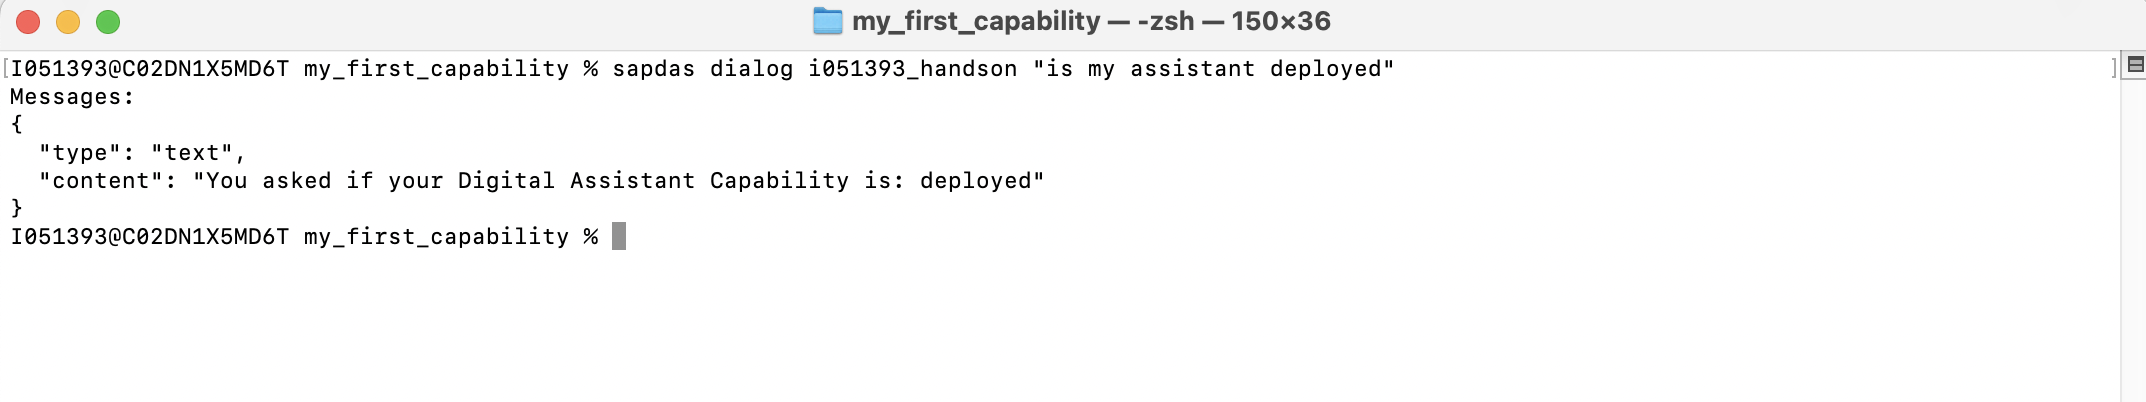 my_first_capability — -zsh — 150×36
[I051393@C02DN1X5MD6T my_first_capability % sapdas dialog i051393_handson "is my assistant deployed" ]
Messages:
{
  "type": "text",
  "content": "You asked if your Digital Assistant Capability is: deployed"
}
I051393@C02DN1X5MD6T my_first_capability %